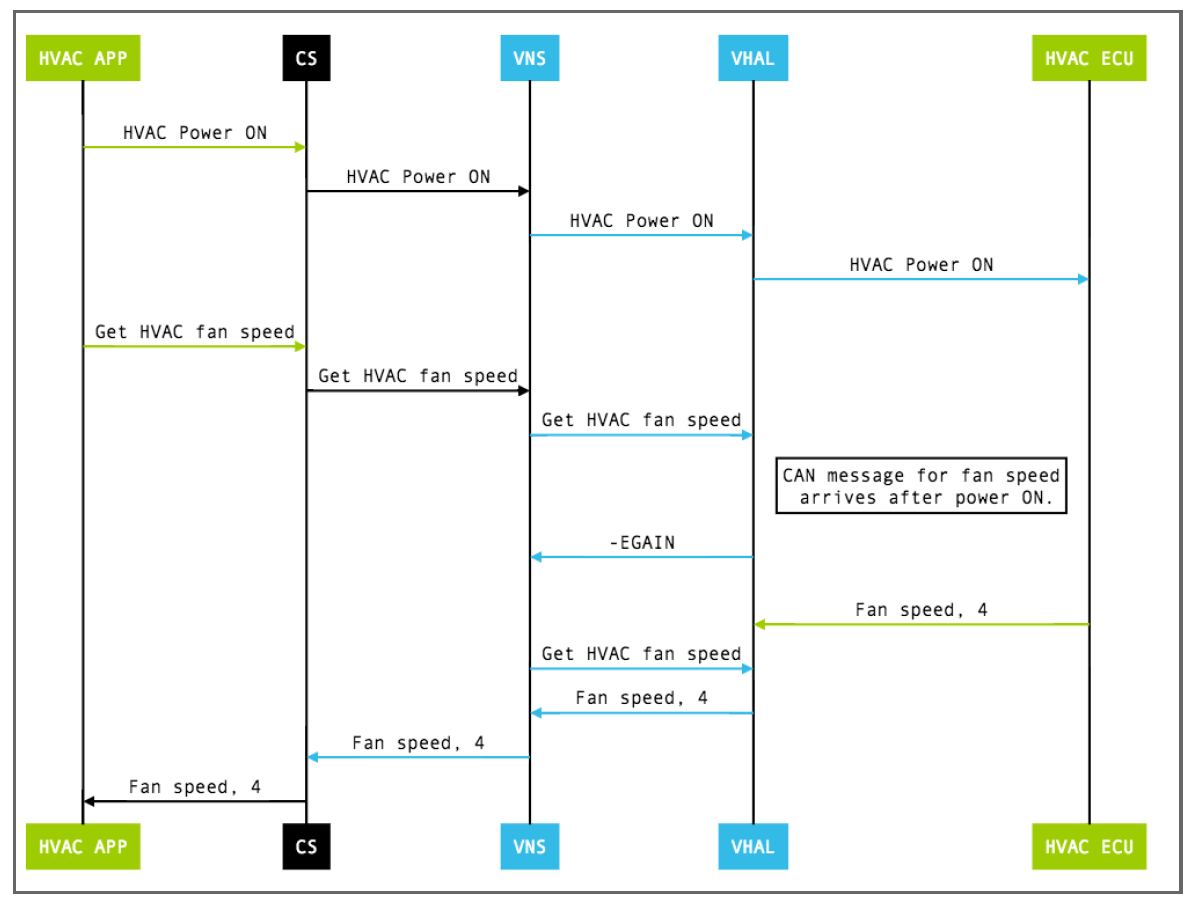 HVAC APP
CS
VNS
VHAL
HVAC ECU
HVAC Power ON
HVAC Power ON
HVAC Power ON
HVAC Power ON
Get HVAC fan speed
Get HVAC fan speed
Get HVAC fan speed
CAN message for fan speed
arrives after power ON.
-EGAIN
Fan speed, 4
Get HVAC fan speed
Fan speed, 4
Fan speed, 4
Fan speed, 4
HVAC APP
CS
VNS
VHAL
HVAC ECU